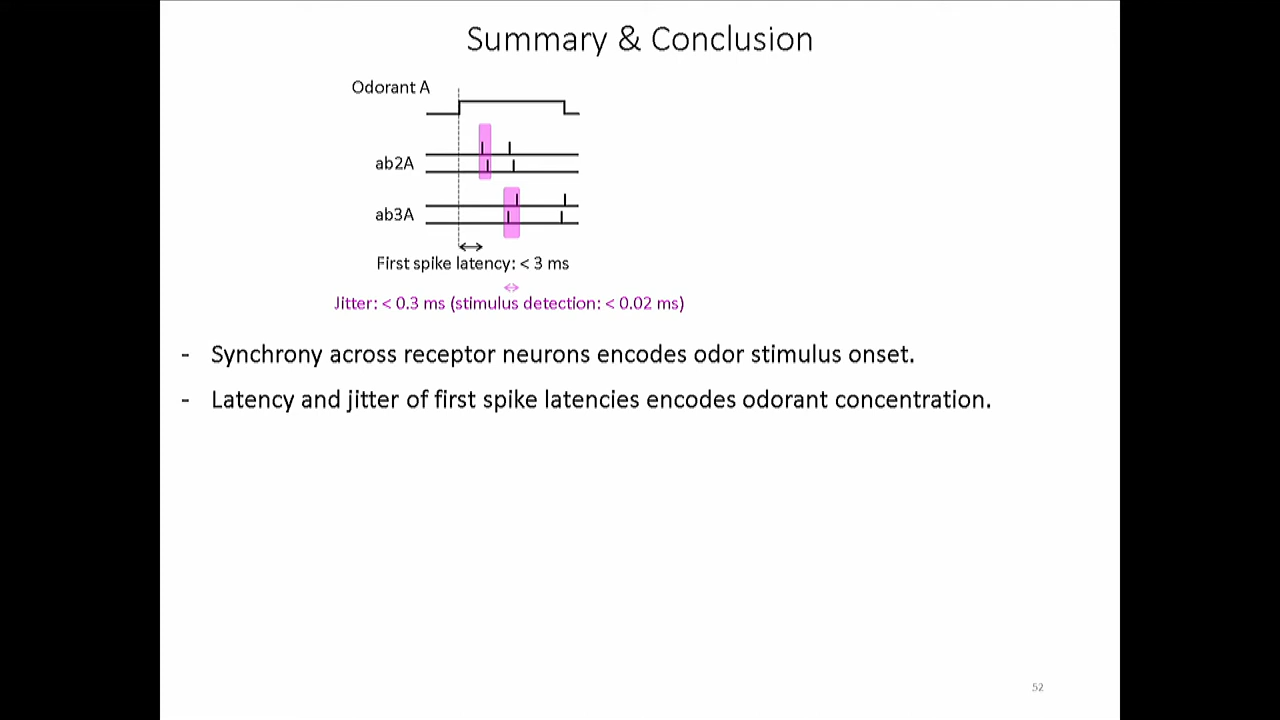 Summary & Conclusion
Odorant A
ab2A
ab3A
First spike latency: < 3 ms
Jitter: < 0.3 ms (stimulus detection: < 0.02 ms)
- Synchrony across receptor neurons encodes odor stimulus onset.
- Latency and jitter of first spike latencies encodes odorant concentration.
52